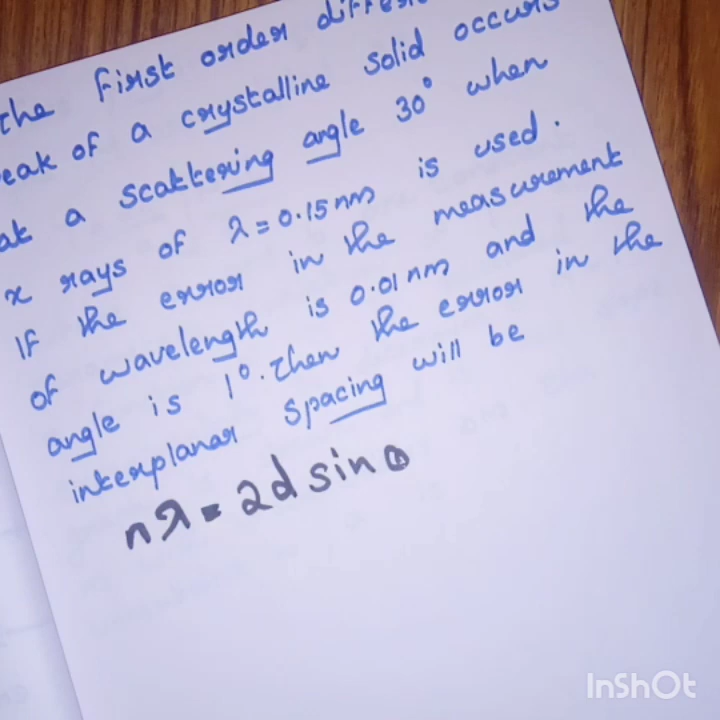 the first order
of a crystalline solid occurs
at a scattering angle 30° when
x rays of λ = 0.15 nm is used.
If the error in the measurement
of wavelength is 0.01 nm and the
angle is 1°. then the error in the
interplanar spacing will be
nλ = 2d sin θ
InShOt